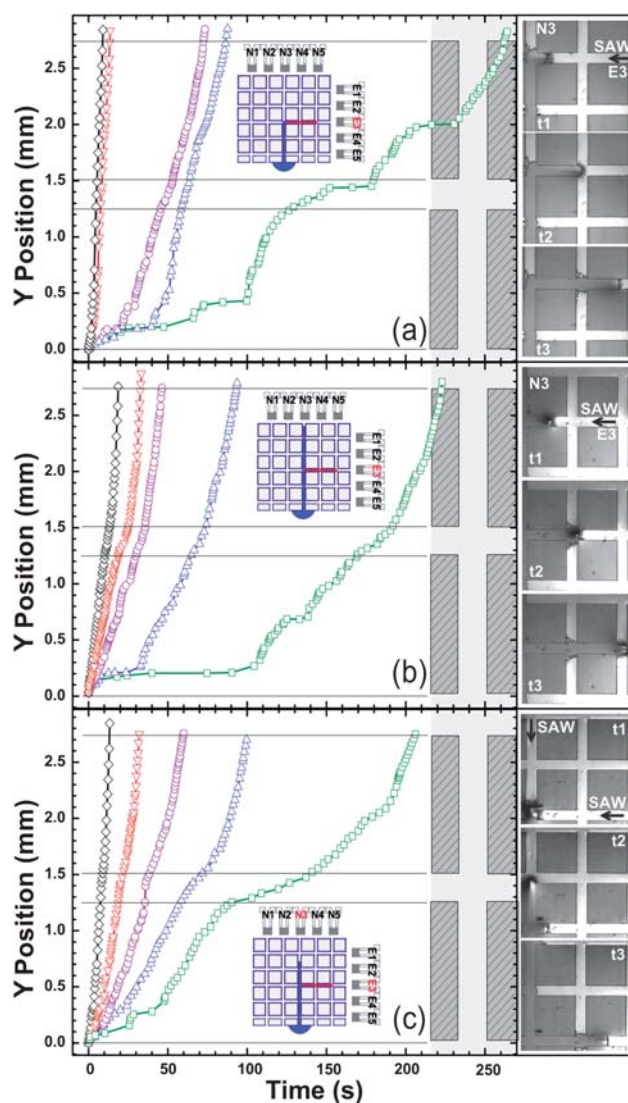 2.5
2.0
1.5
1.0
0.5
0.0
Y Position (mm)
N1 N2 N3 N4 N5
E1
E2
E3
E4
E5
(a)
N3
SAW
E3
t1
t2
t3
2.5
2.0
1.5
1.0
0.5
0.0
Y Position (mm)
N1 N2 N3 N4 N5
E1
E2
E3
E4
E5
(b)
N3
SAW
E3
t1
t2
t3
2.5
2.0
1.5
1.0
0.5
0.0
Y Position (mm)
N1 N2 N3 N4 N5
E1
E2
E3
E4
E5
(c)
SAW
t1
SAW
t2
t3
0 50 100 150 200 250
Time (s)